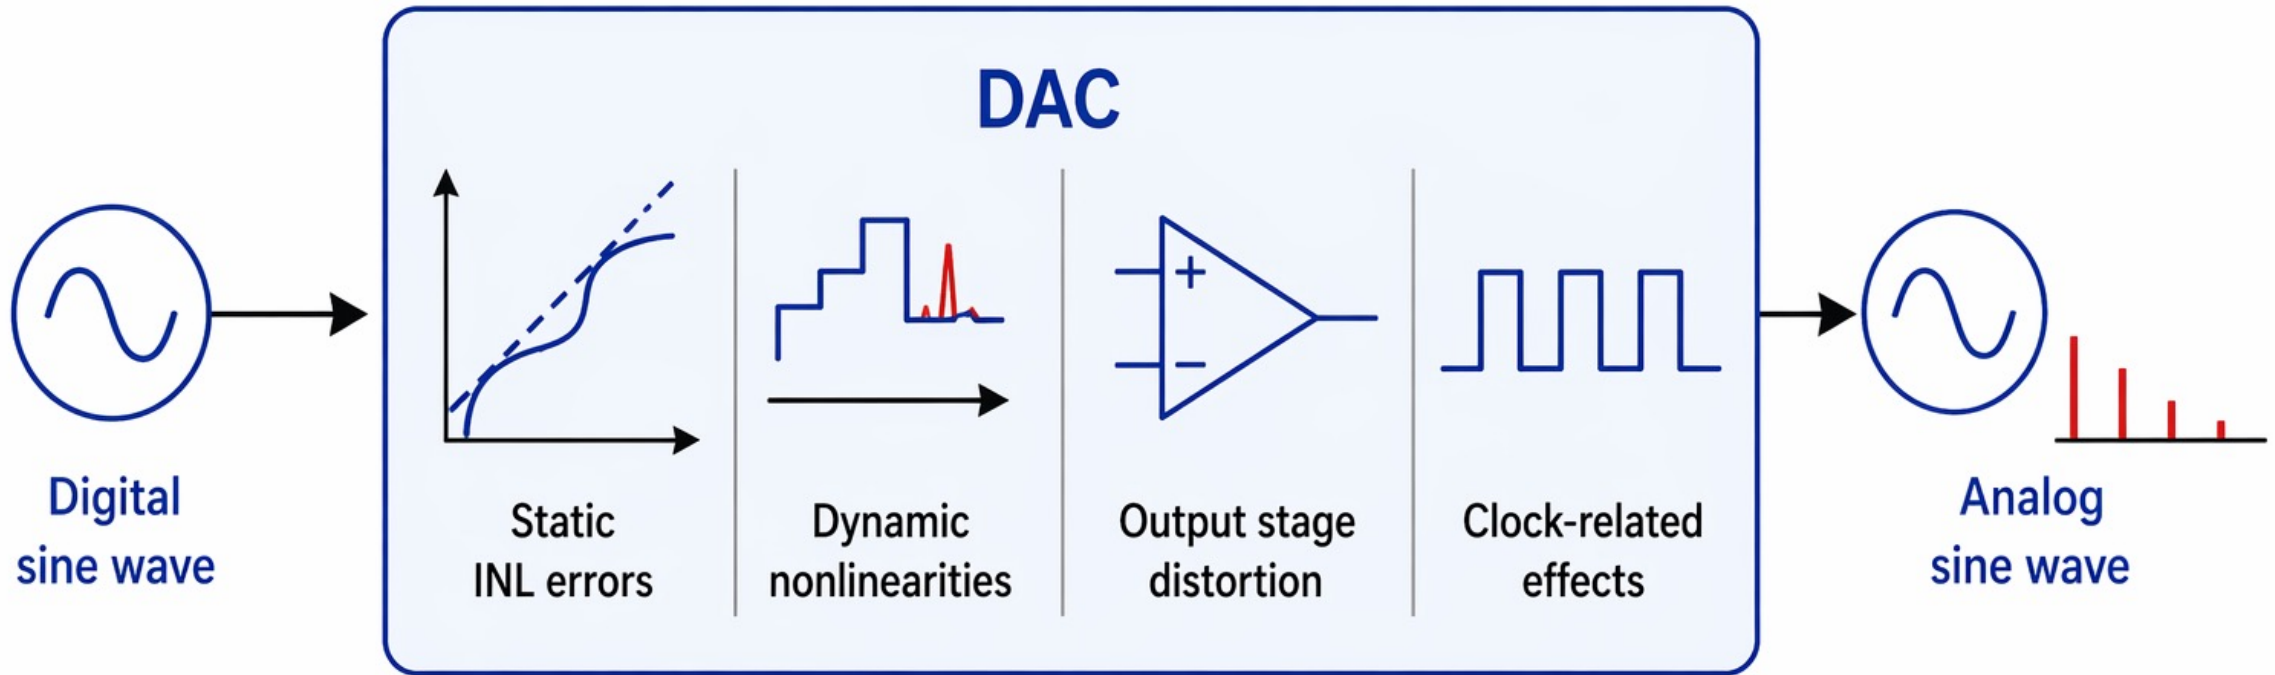 DAC
Digital
sine wave
Static
INL errors
Dynamic
nonlinearities
+
−
Output stage
distortion
Clock-related
effects
Analog
sine wave